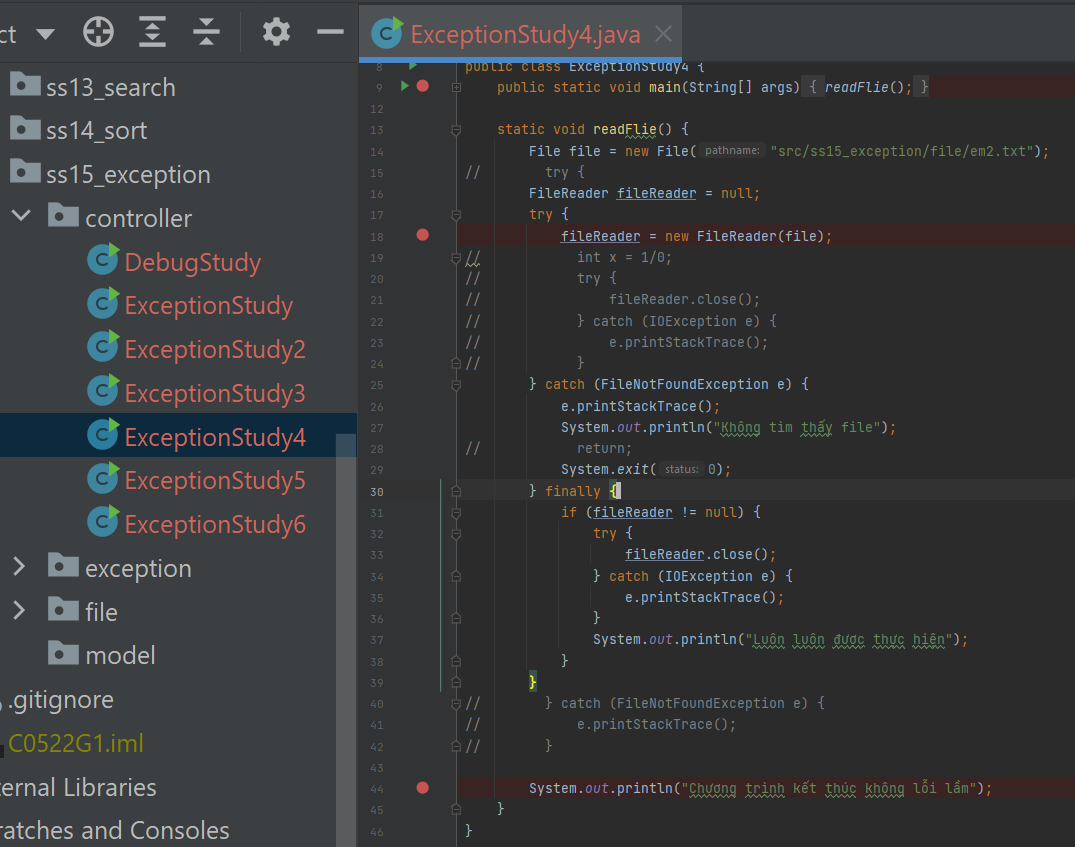 ct
ss13_search
ss14_sort
ss15_exception
controller
DebugStudy
ExceptionStudy
ExceptionStudy2
ExceptionStudy3
ExceptionStudy4
ExceptionStudy5
ExceptionStudy6
exception
file
model
.gitignore
C0522G1.iml
ternal Libraries
ratches and Consoles
ExceptionStudy4.java
8 public class ExceptionStudy4 {
9 public static void main(String[] args) { readFlie(); }
12
13 static void readFlie() {
14 File file = new File( pathname: "src/ss15_exception/file/em2.txt");
15 // try {
16 FileReader fileReader = null;
17 try {
18 fileReader = new FileReader(file);
19 // int x = 1/0;
20 // try {
21 // fileReader.close();
22 // } catch (IOException e) {
23 // e.printStackTrace();
24 // }
25 } catch (FileNotFoundException e) {
26 e.printStackTrace();
27 System.out.println("Không tìm thấy file");
28 // return;
29 System.exit( status: 0);
30 } finally {
31 if (fileReader != null) {
32 try {
33 fileReader.close();
34 } catch (IOException e) {
35 e.printStackTrace();
36 }
37 System.out.println("Luôn luôn được thực hiện");
38 }
39 }
40 // } catch (FileNotFoundException e) {
41 // e.printStackTrace();
42 // }
43
44 System.out.println("Chương trình kết thúc không lỗi lầm");
45 }
46 }